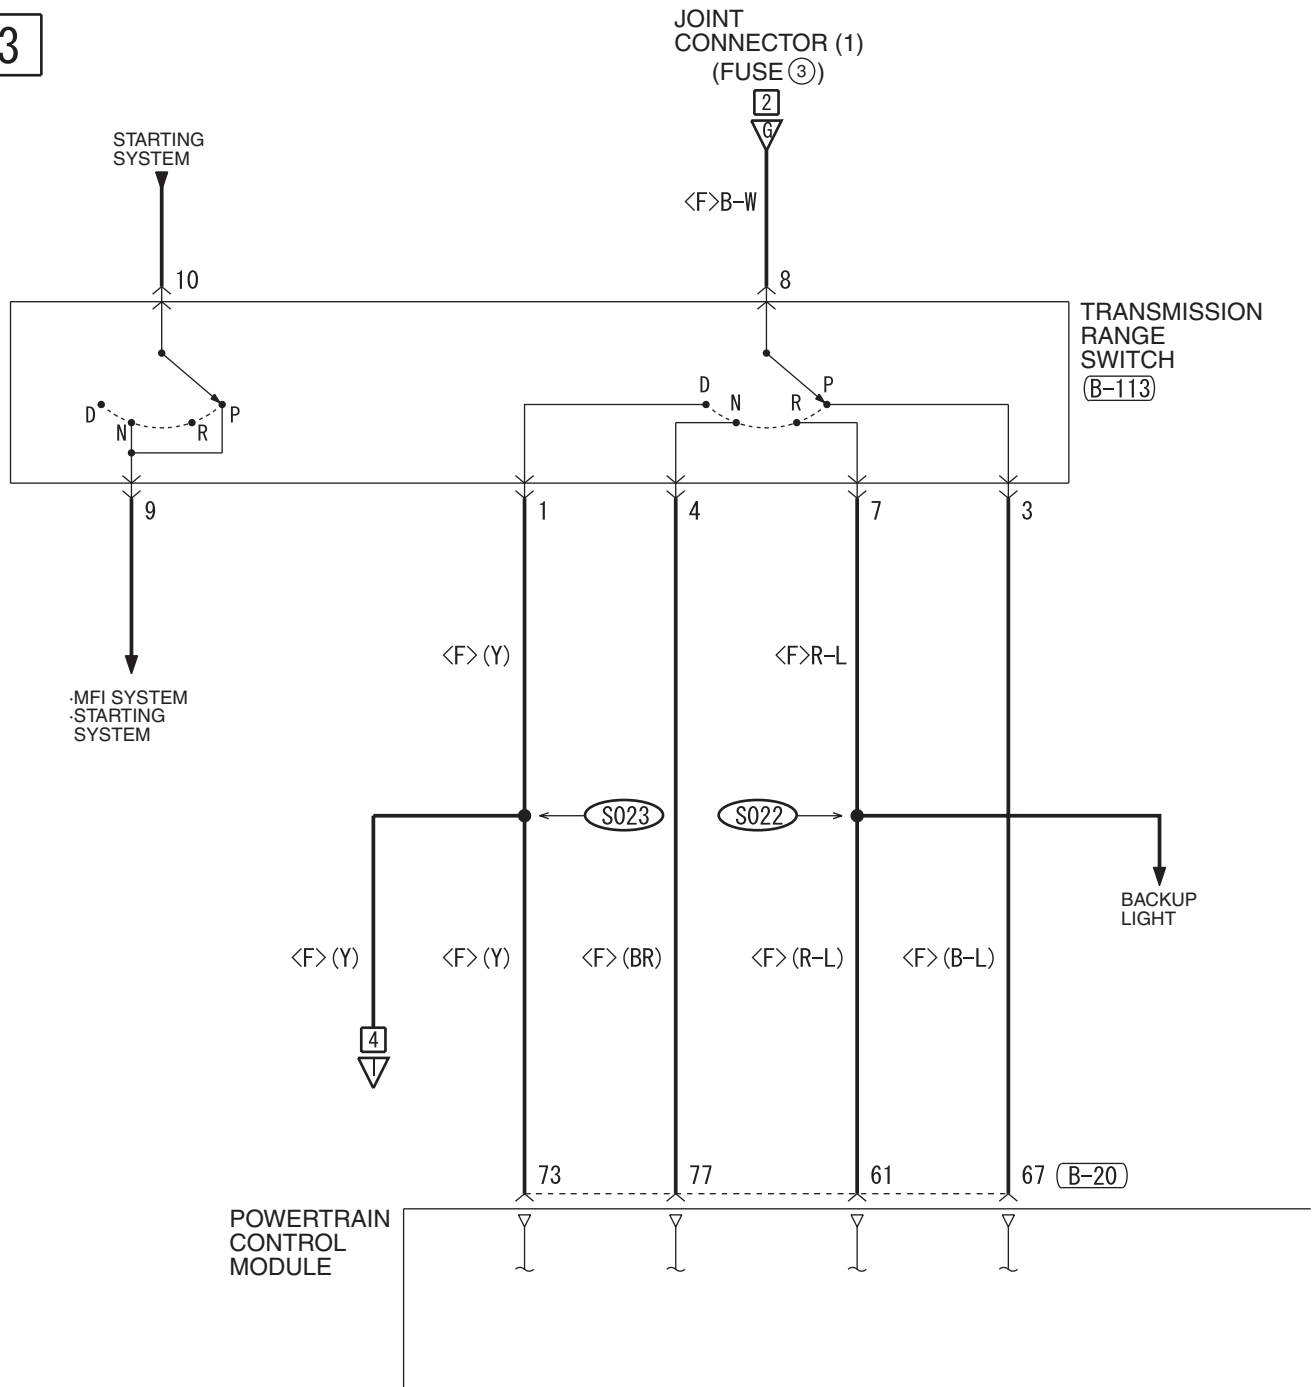 3
JOINT
CONNECTOR (1)
(FUSE ③)
2
G
STARTING
SYSTEM
<F>B-W
10
8
TRANSMISSION
RANGE
SWITCH
(B-113)
D
N
R
P
D
N
R
P
9
1
4
7
3
<F>(Y)
<F>R-L
·MFI SYSTEM
·STARTING
SYSTEM
S023
S022
BACKUP
LIGHT
<F>(Y)
<F>(Y)
<F>(BR)
<F>(R-L)
<F>(B-L)
4
I
73
77
61
67
B-20
POWERTRAIN
CONTROL
MODULE